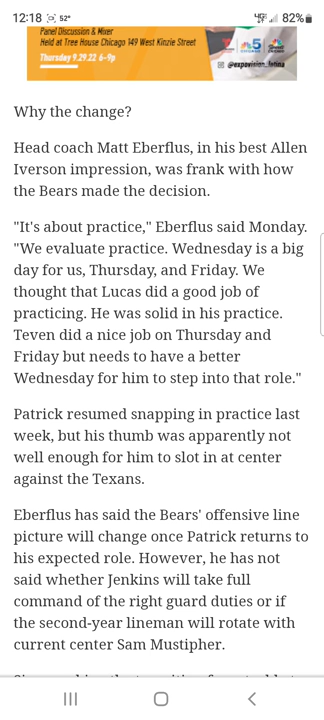 12:18 52° 82%
Panel Discussion & Mixer
Held at Tree House Chicago 149 West Kinzie Street
Thursday 9.29.22 6-9p
@expovision_latina
Why the change?
Head coach Matt Eberflus, in his best Allen
Iverson impression, was frank with how
the Bears made the decision.
"It's about practice," Eberflus said Monday.
"We evaluate practice. Wednesday is a big
day for us, Thursday, and Friday. We
thought that Lucas did a good job of
practicing. He was solid in his practice.
Teven did a nice job on Thursday and
Friday but needs to have a better
Wednesday for him to step into that role."
Patrick resumed snapping in practice last
week, but his thumb was apparently not
well enough for him to slot in at center
against the Texans.
Eberflus has said the Bears' offensive line
picture will change once Patrick returns to
his expected role. However, he has not
said whether Jenkins will take full
command of the right guard duties or if
the second-year lineman will rotate with
current center Sam Mustipher.